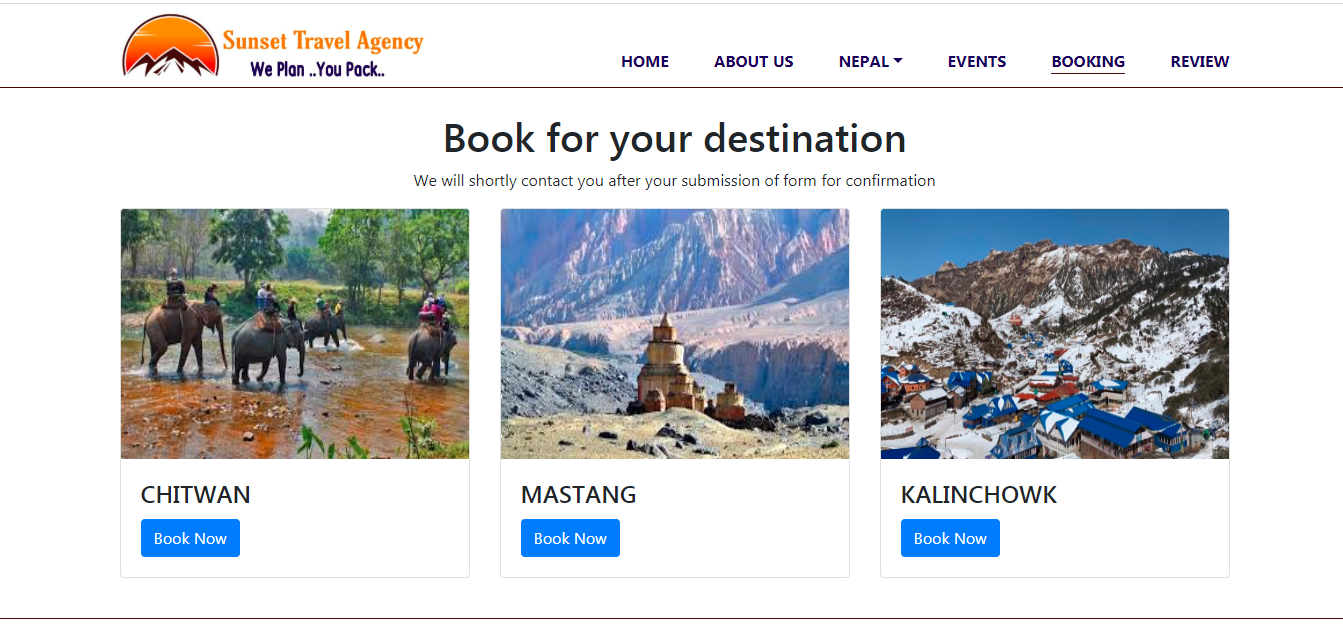 Sunset Travel Agency
We Plan ..You Pack..
HOME ABOUT US NEPAL EVENTS BOOKING REVIEW
Book for your destination
We will shortly contact you after your submission of form for confirmation
CHITWAN MASTANG KALINCHOWK
Book Now Book Now Book Now